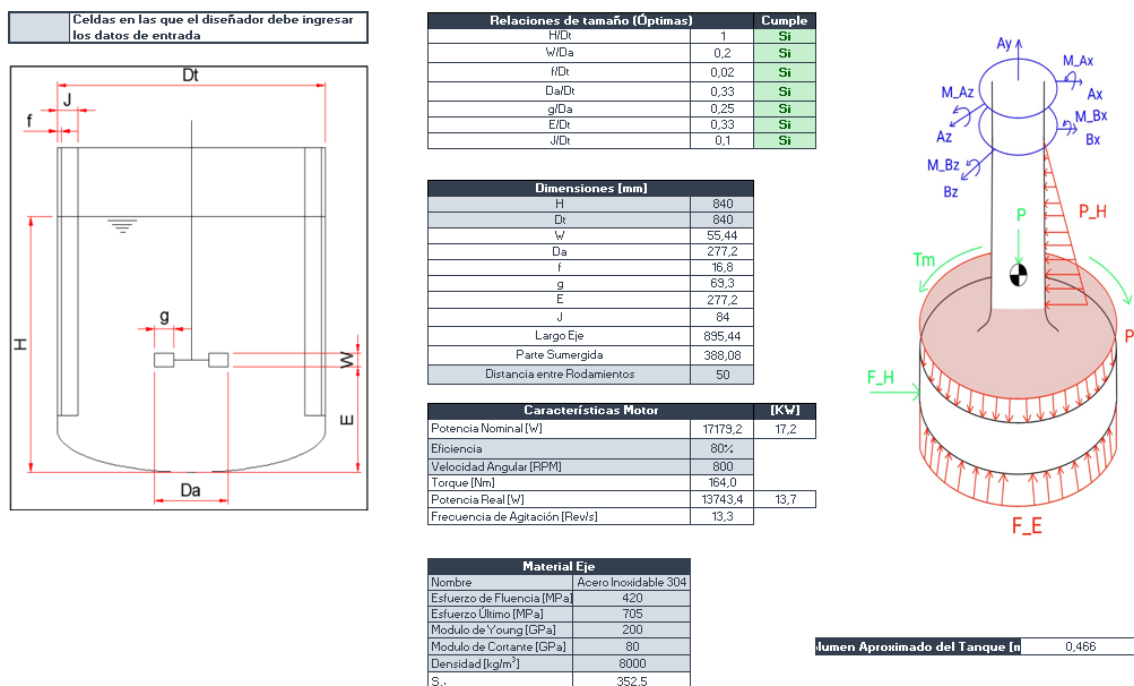 Celdas en las que el diseñador debe ingresar
los datos de entrada
Dt
J
f
g
H
W
E
Da
Relaciones de tamaño (Óptimas) Cumple
H/Dt 1 Si
W/Da 0,2 Si
f/Dt 0,02 Si
Da/Dt 0,33 Si
g/Da 0,25 Si
E/Dt 0,33 Si
J/Dt 0,1 Si
Dimensiones [mm]
H 840
Dt 840
W 55,44
Da 277,2
f 16,8
g 69,3
E 277,2
J 84
Largo Eje 895,44
Parte Sumergida 388,08
Distancia entre Rodamientos 50
Características Motor [KW]
Potencia Nominal [W] 17179,2 17,2
Eficiencia 80%
Velocidad Angular [RPM] 800
Torque [Nm] 164,0
Potencia Real [W] 13743,4 13,7
Frecuencia de Agitación [Rev/s] 13,3
Material Eje
Nombre Acero Inoxidable 304
Esfuerzo de Fluencia [MPa] 420
Esfuerzo Último [MPa] 705
Modulo de Young [GPa] 200
Modulo de Cortante [GPa] 80
Densidad [kg/m³] 8000
352,5
Ay
M_Ax
Ax
M_Az
Az
M_Bx
Bx
M_Bz
Bz
P_H
P
Tm
P
F_H
F_E
lumen Aproximado del Tanque [m 0,466